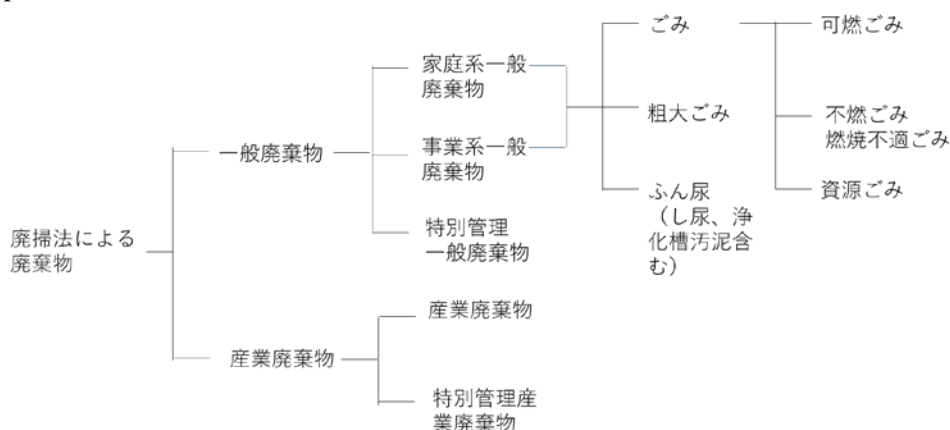 廃掃法による
廃棄物
一般廃棄物
産業廃棄物
家庭系一般
廃棄物
事業系一般
廃棄物
特別管理
一般廃棄物
産業廃棄物
特別管理産
業廃棄物
ごみ
粗大ごみ
ふん尿
（し尿、浄
化槽汚泥含
む）
可燃ごみ
不燃ごみ
燃焼不適ごみ
資源ごみ